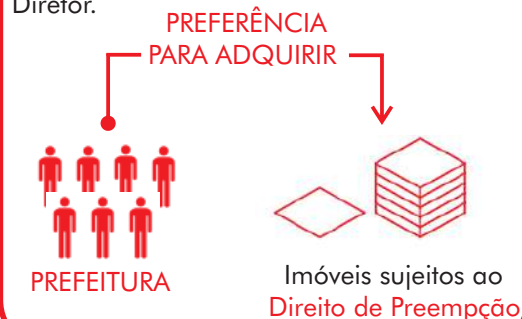 Diretor.
PREFERÊNCIA
PARA ADQUIRIR
PREFEITURA
Imóveis sujeitos ao
Direito de Preempção,